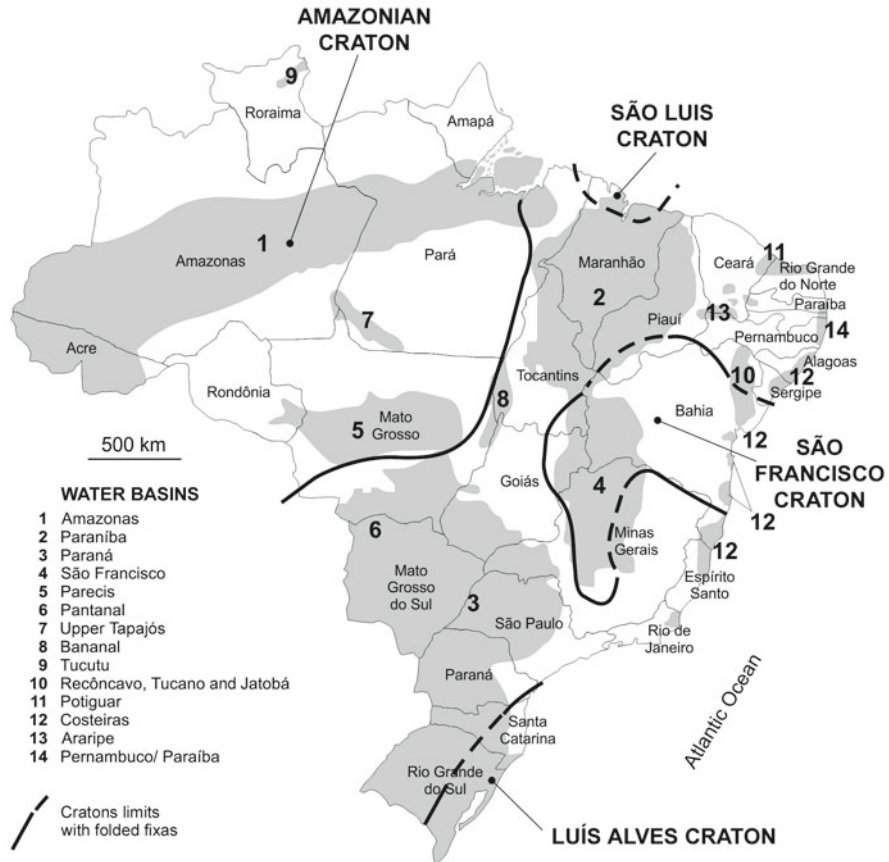 AMAZONIAN
CRATON
9
Roraima
Amapá
SÃO LUIS
CRATON
1
Amazonas
Pará
Maranhão
2
Ceará
11
Rio Grande
do Norte
Paraíba
13
Piauí
Pernambuco
14
7
Acre
Alagoas
12
Sergipe
10
Rondônia
Tocantins
8
Bahia
5
Mato
Grosso
500 km
12
SÃO
FRANCISCO
CRATON
Goiás
4
12
Minas
Gerais
12
Espírito
Santo
6
Mato
Grosso
do Sul
3
São Paulo
Rio de
Janeiro
Paraná
Santa
Catarina
Rio Grande
do Sul
Atlantic Ocean
LUÍS ALVES CRATON
WATER BASINS
1 Amazonas
2 Paraníba
3 Paraná
4 São Francisco
5 Parecis
6 Pantanal
7 Upper Tapajós
8 Bananal
9 Tucutu
10 Recôncavo, Tucano and Jatobá
11 Potiguar
12 Costeiras
13 Araripe
14 Pernambuco/ Paraíba
Cratons limits
with folded fixas